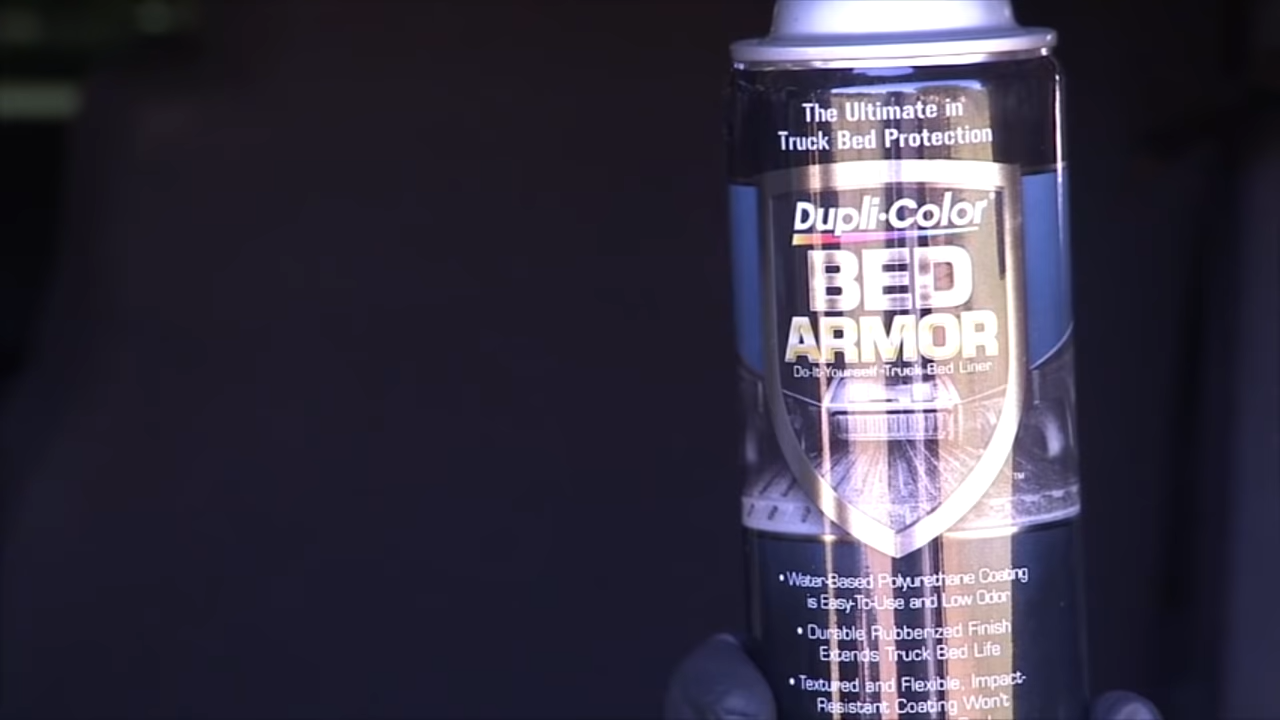 The Ultimate in
Truck Bed Protection
Dupli·Color®
BED
ARMOR
Do-It-Yourself Truck Bed Liner
™
• Water-Based Polyurethane Coating
is Easy-To-Use and Low Odor
• Durable Rubberized Finish
Extends Truck Bed Life
• Textured and Flexible, Impact-
Resistant Coating Won't